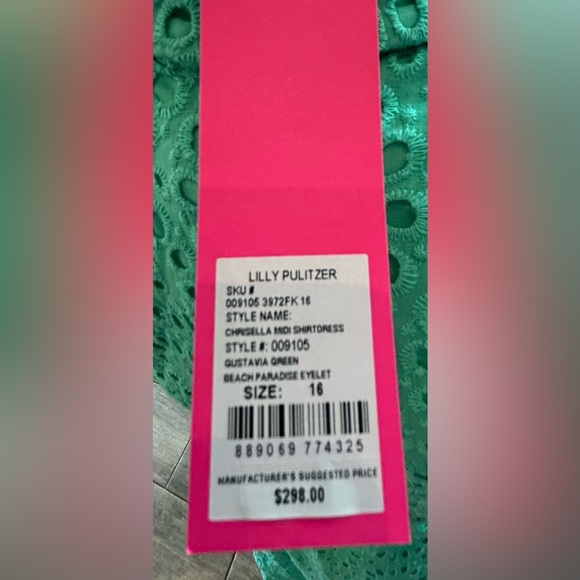 LILLY PULITZER
SKU #
009105 3972FK 16
STYLE NAME:
CHRISELLA MIDI SHIRTDRESS
STYLE #: 009105
GUSTAVIA GREEN
BEACH PARADISE EYELET
SIZE: 16
889069 774325
MANUFACTURER'S SUGGESTED PRICE
$298.00